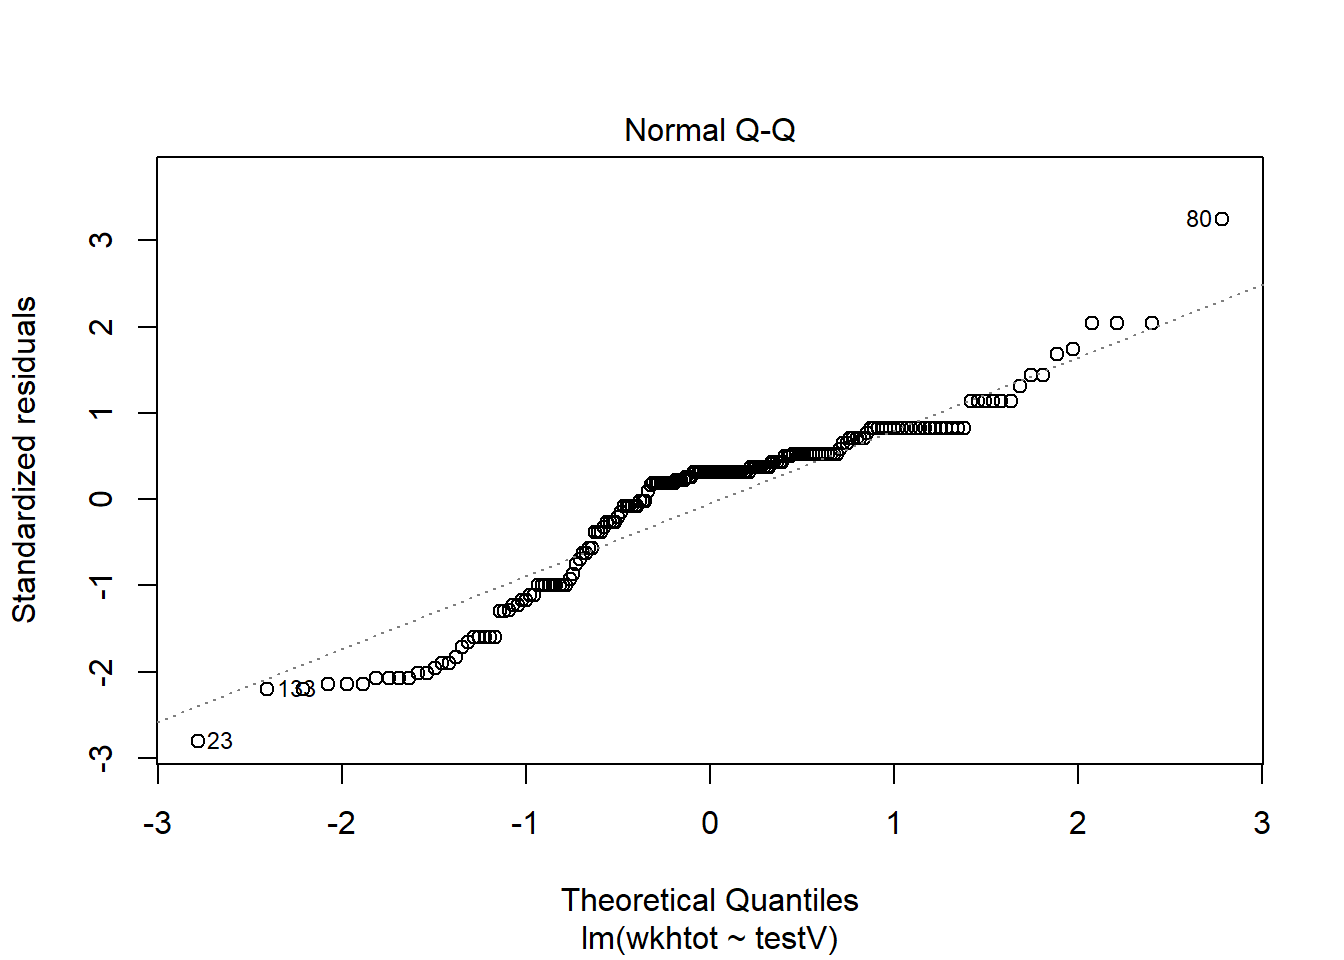 Normal Q-Q
Standardized residuals
3
2
1
0
-1
-2
-3
80
133
23
-3 -2 -1 0 1 2 3
Theoretical Quantiles
lm(wkhtot ~ testV)